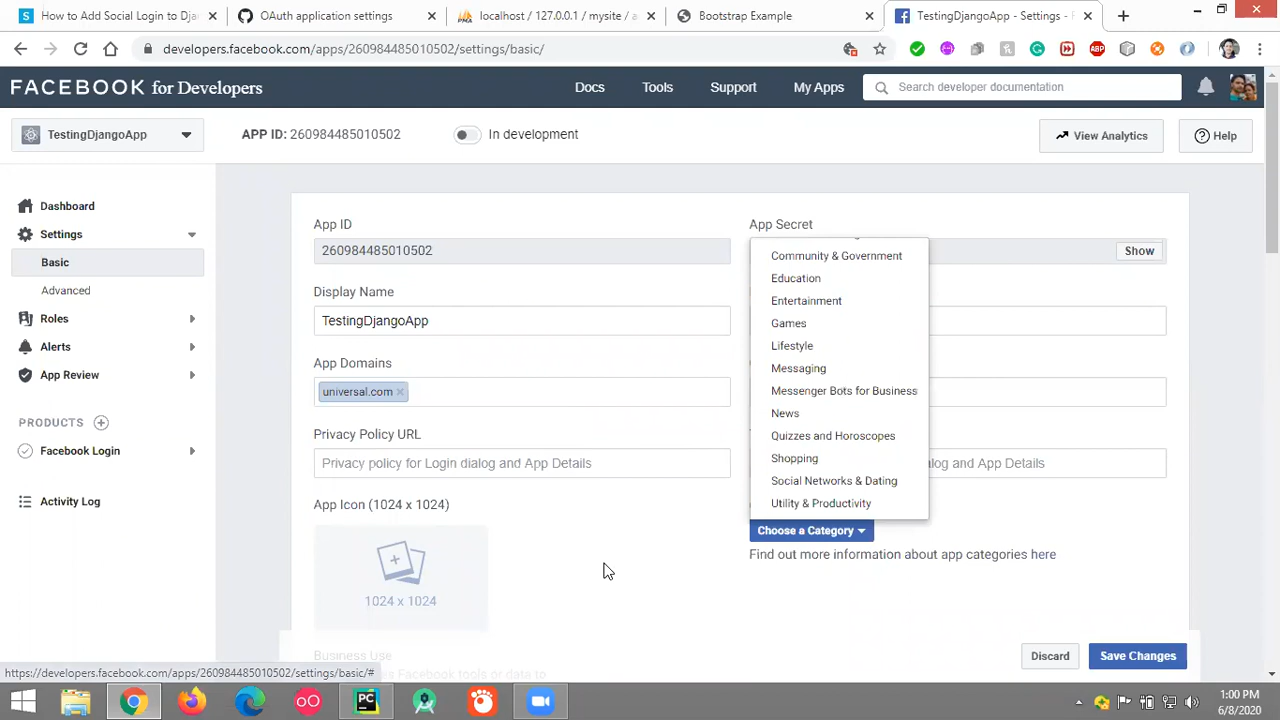 How to Add Social Login to Dj
OAuth application settings
localhost / 127.0.0.1 / mysite / a
Bootstrap Example
TestingDjangoApp - Settings -
developers.facebook.com/apps/260984485010502/settings/basic/
FACEBOOK for Developers
Docs
Tools
Support
My Apps
Search developer documentation
TestingDjangoApp
APP ID: 260984485010502
In development
View Analytics
Help
Dashboard
Settings
Basic
Advanced
Roles
Alerts
App Review
PRODUCTS
Facebook Login
Activity Log
App ID
260984485010502
Display Name
TestingDjangoApp
App Domains
universal.com
Privacy Policy URL
Privacy policy for Login dialog and App Details
App Icon (1024 x 1024)
1024 x 1024
Business Use
App Secret
Show
Community & Government
Education
Entertainment
Games
Lifestyle
Messaging
Messenger Bots for Business
News
Quizzes and Horoscopes
Shopping
Social Networks & Dating
Utility & Productivity
and App Details
Choose a Category
Find out more information about app categories here
Discard
Save Changes
https://developers.facebook.com/apps/260984485010502/settings/basic/#
Facebook tools or data to
1:00 PM
6/8/2020